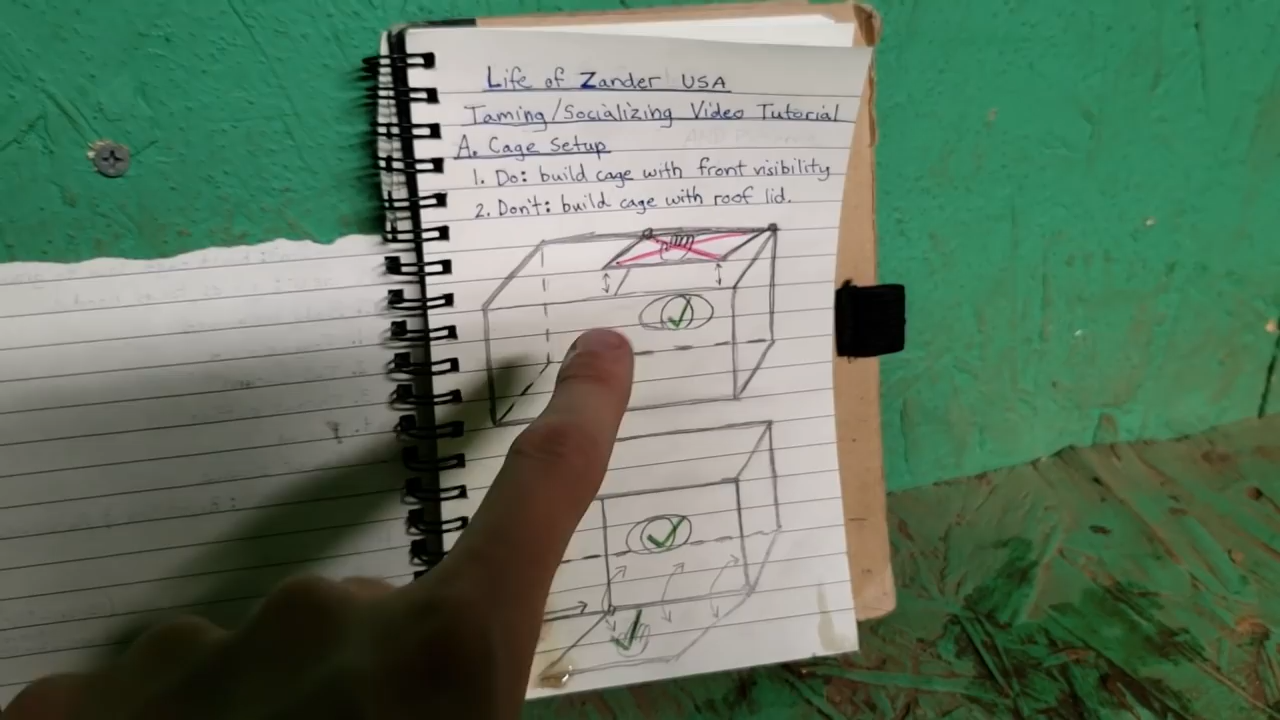 Life of Zander USA
Taming/Socializing Video Tutorial
A. Cage Setup
1. Do: build cage with front visibility
2. Don't: build cage with roof lid.